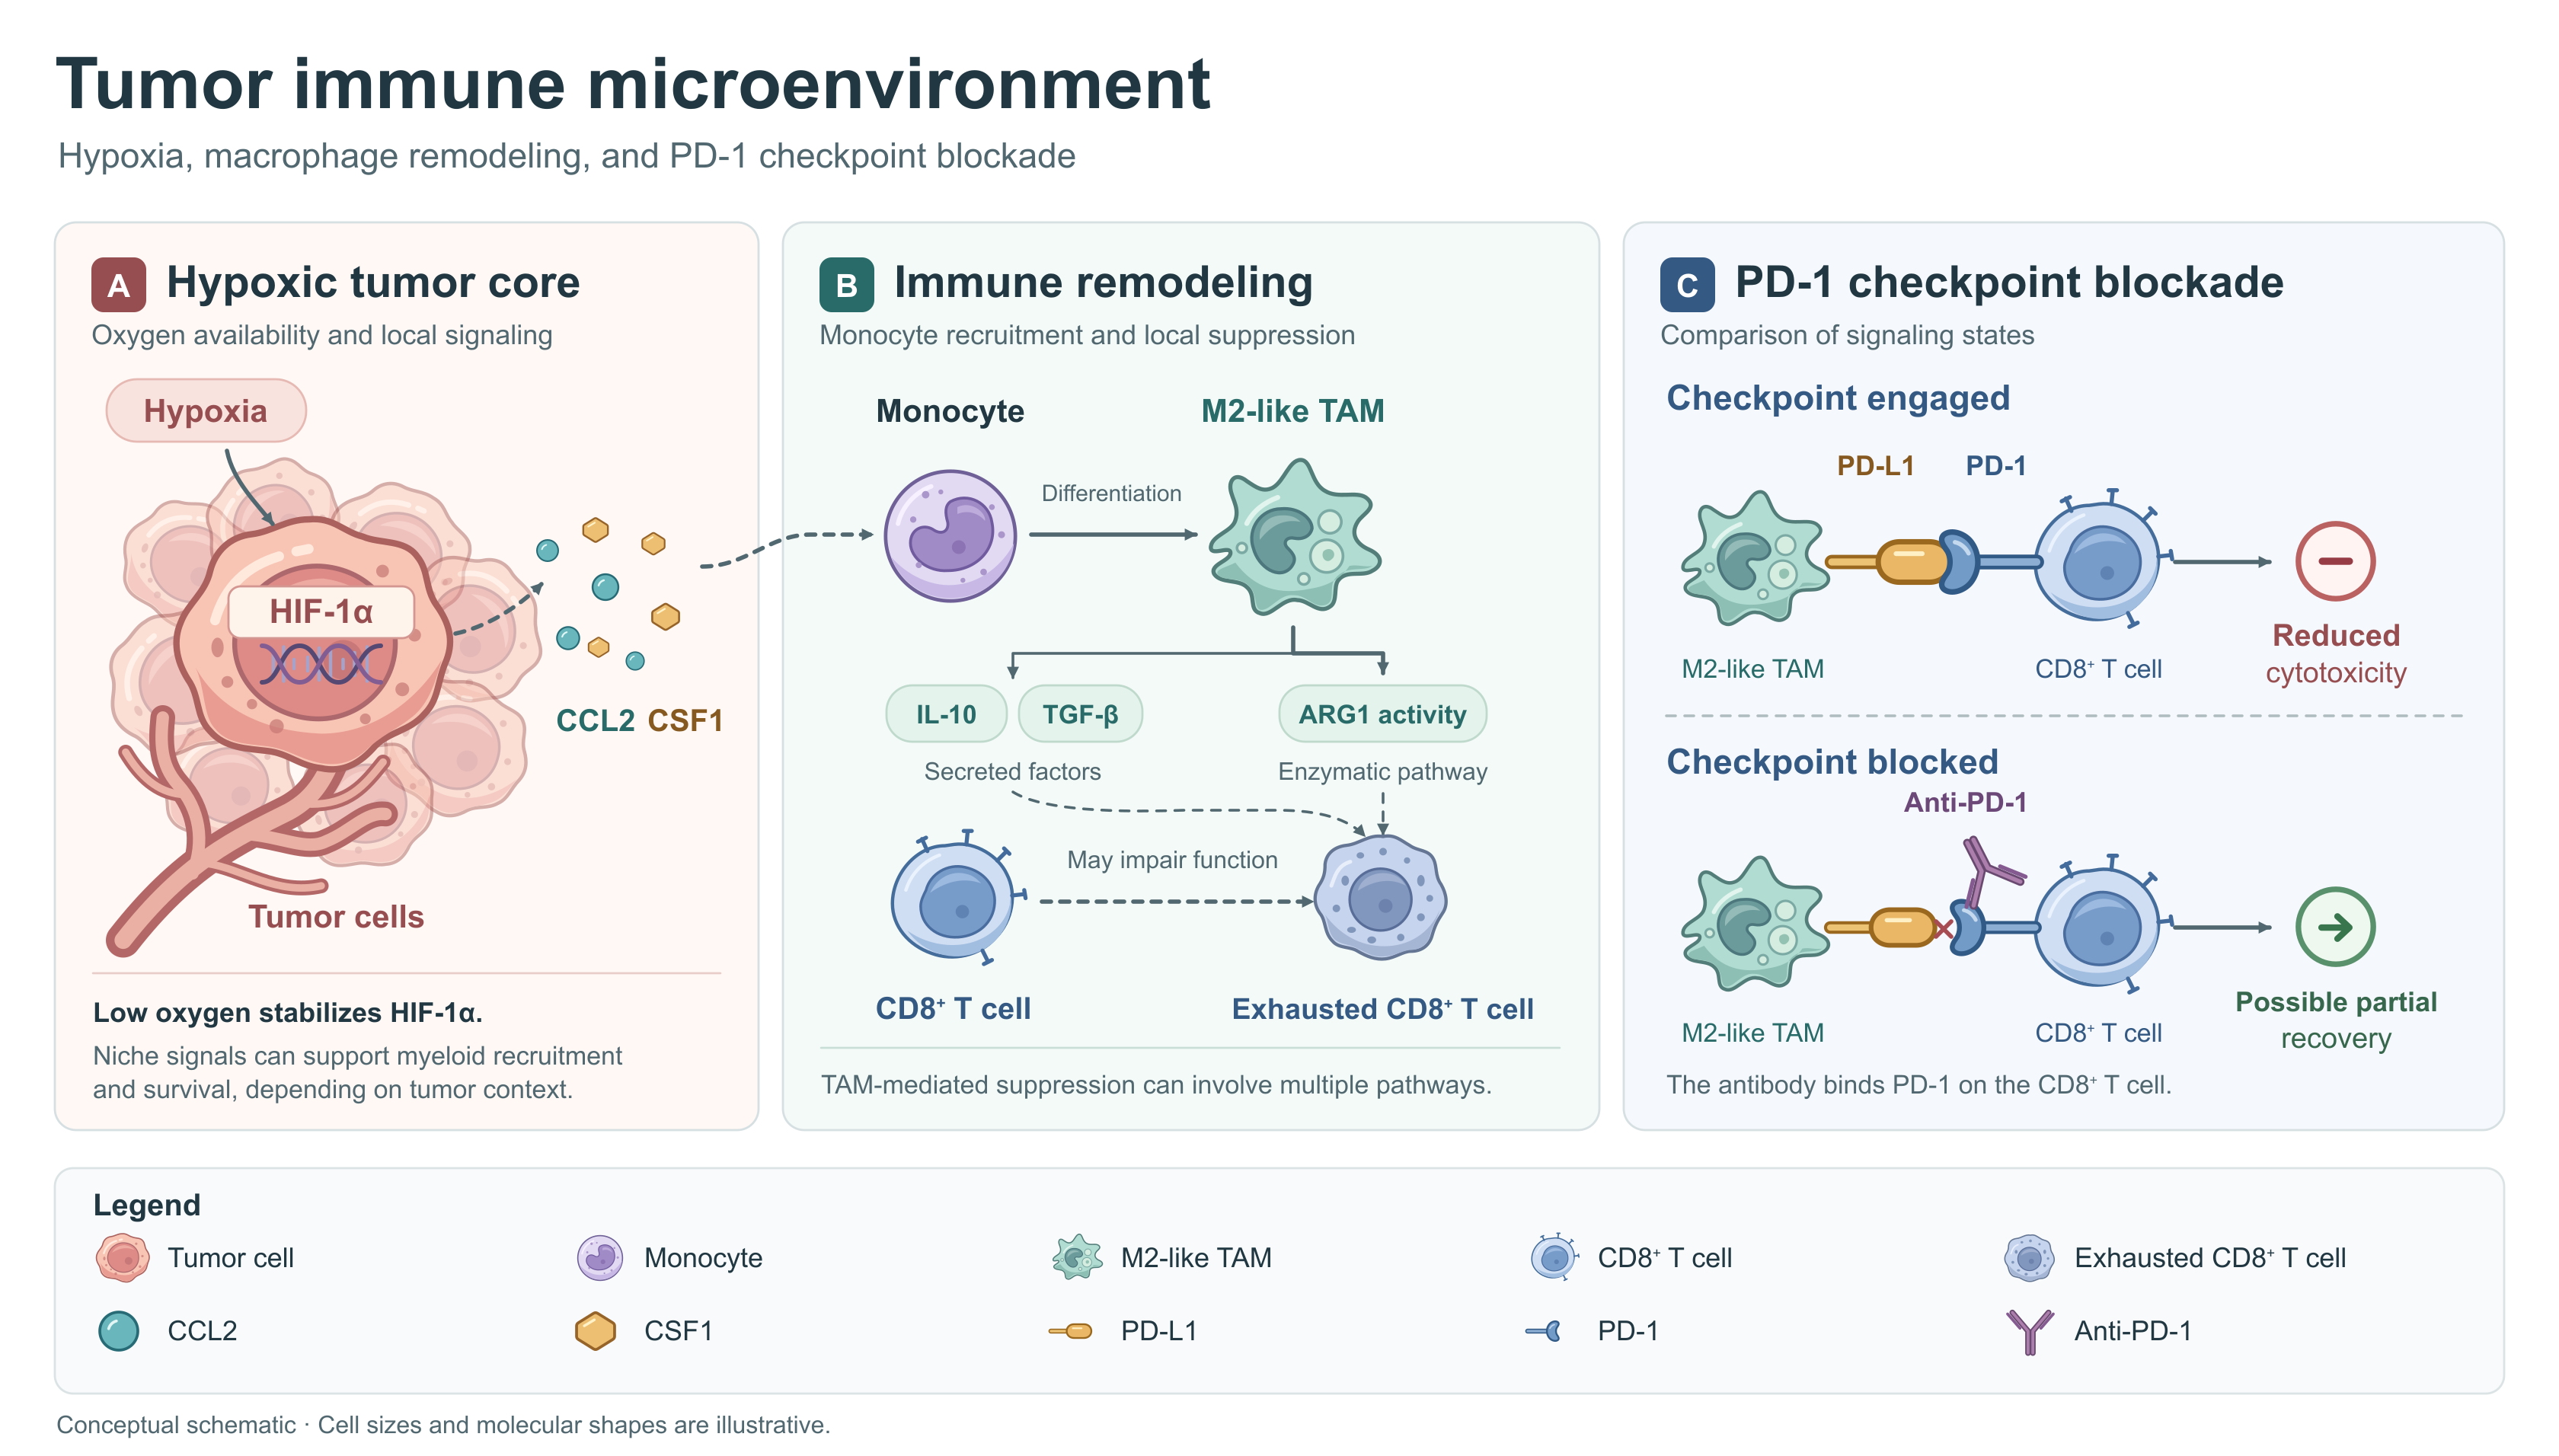 Tumor immune microenvironment
Hypoxia, macrophage remodeling, and PD-1 checkpoint blockade
A Hypoxic tumor core
Oxygen availability and local signaling
Hypoxia
HIF-1α
CCL2 CSF1
Tumor cells
Low oxygen stabilizes HIF-1α.
Niche signals can support myeloid recruitment
and survival, depending on tumor context.
B Immune remodeling
Monocyte recruitment and local suppression
Monocyte M2-like TAM
Differentiation
IL-10 TGF-β ARG1 activity
Secreted factors Enzymatic pathway
May impair function
CD8⁺ T cell Exhausted CD8⁺ T cell
TAM-mediated suppression can involve multiple pathways.
C PD-1 checkpoint blockade
Comparison of signaling states
Checkpoint engaged
PD-L1 PD-1
Reduced
cytotoxicity
M2-like TAM CD8⁺ T cell
Checkpoint blocked
Anti-PD-1
Possible partial
recovery
M2-like TAM CD8⁺ T cell
The antibody binds PD-1 on the CD8⁺ T cell.
Legend
Tumor cell Monocyte M2-like TAM CD8⁺ T cell Exhausted CD8⁺ T cell
CCL2 CSF1 PD-L1 PD-1 Anti-PD-1
Conceptual schematic · Cell sizes and molecular shapes are illustrative.